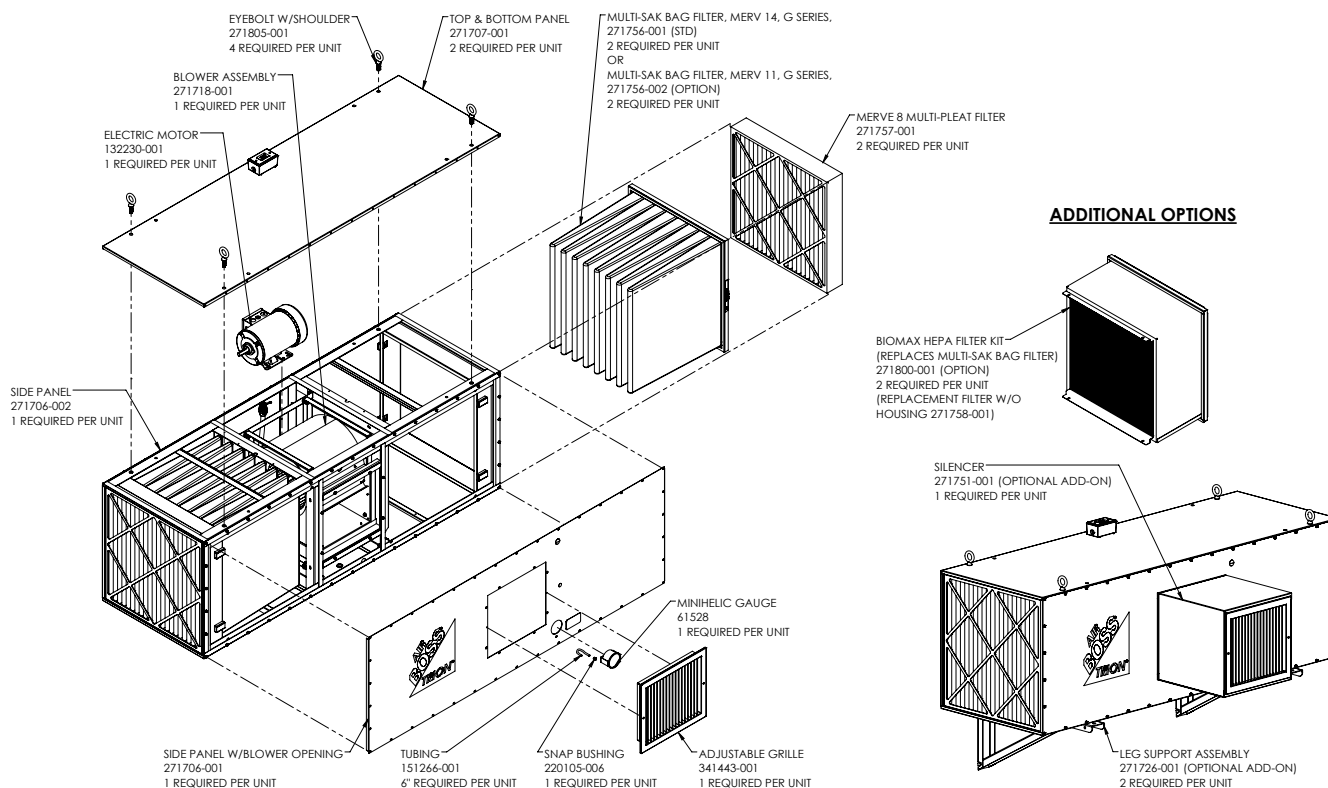 EYEBOLT W/SHOULDER
271805-001
4 REQUIRED PER UNIT
TOP & BOTTOM PANEL
271707-001
2 REQUIRED PER UNIT
MULTI-SAK BAG FILTER, MERV 14, G SERIES,
271756-001 (STD)
2 REQUIRED PER UNIT
OR
MULTI-SAK BAG FILTER, MERV 11, G SERIES,
271756-002 (OPTION)
2 REQUIRED PER UNIT
BLOWER ASSEMBLY
271718-001
1 REQUIRED PER UNIT
ELECTRIC MOTOR
132230-001
1 REQUIRED PER UNIT
MERVE 8 MULTI-PLEAT FILTER
271757-001
2 REQUIRED PER UNIT
ADDITIONAL OPTIONS
BIOMAX HEPA FILTER KIT
(REPLACES MULTI-SAK BAG FILTER)
271800-001 (OPTION)
2 REQUIRED PER UNIT
(REPLACEMENT FILTER W/O
HOUSING 271758-001)
SIDE PANEL
271706-002
1 REQUIRED PER UNIT
SILENCER
271751-001 (OPTIONAL ADD-ON)
1 REQUIRED PER UNIT
MINIHELIC GAUGE
61528
1 REQUIRED PER UNIT
AIR
BOSS
TRION™
AIR
BOSS
TRION™
SIDE PANEL W/BLOWER OPENING
271706-001
1 REQUIRED PER UNIT
TUBING
151266-001
6" REQUIRED PER UNIT
SNAP BUSHING
220105-006
1 REQUIRED PER UNIT
ADJUSTABLE GRILLE
341443-001
1 REQUIRED PER UNIT
LEG SUPPORT ASSEMBLY
271726-001 (OPTIONAL ADD-ON)
2 REQUIRED PER UNIT